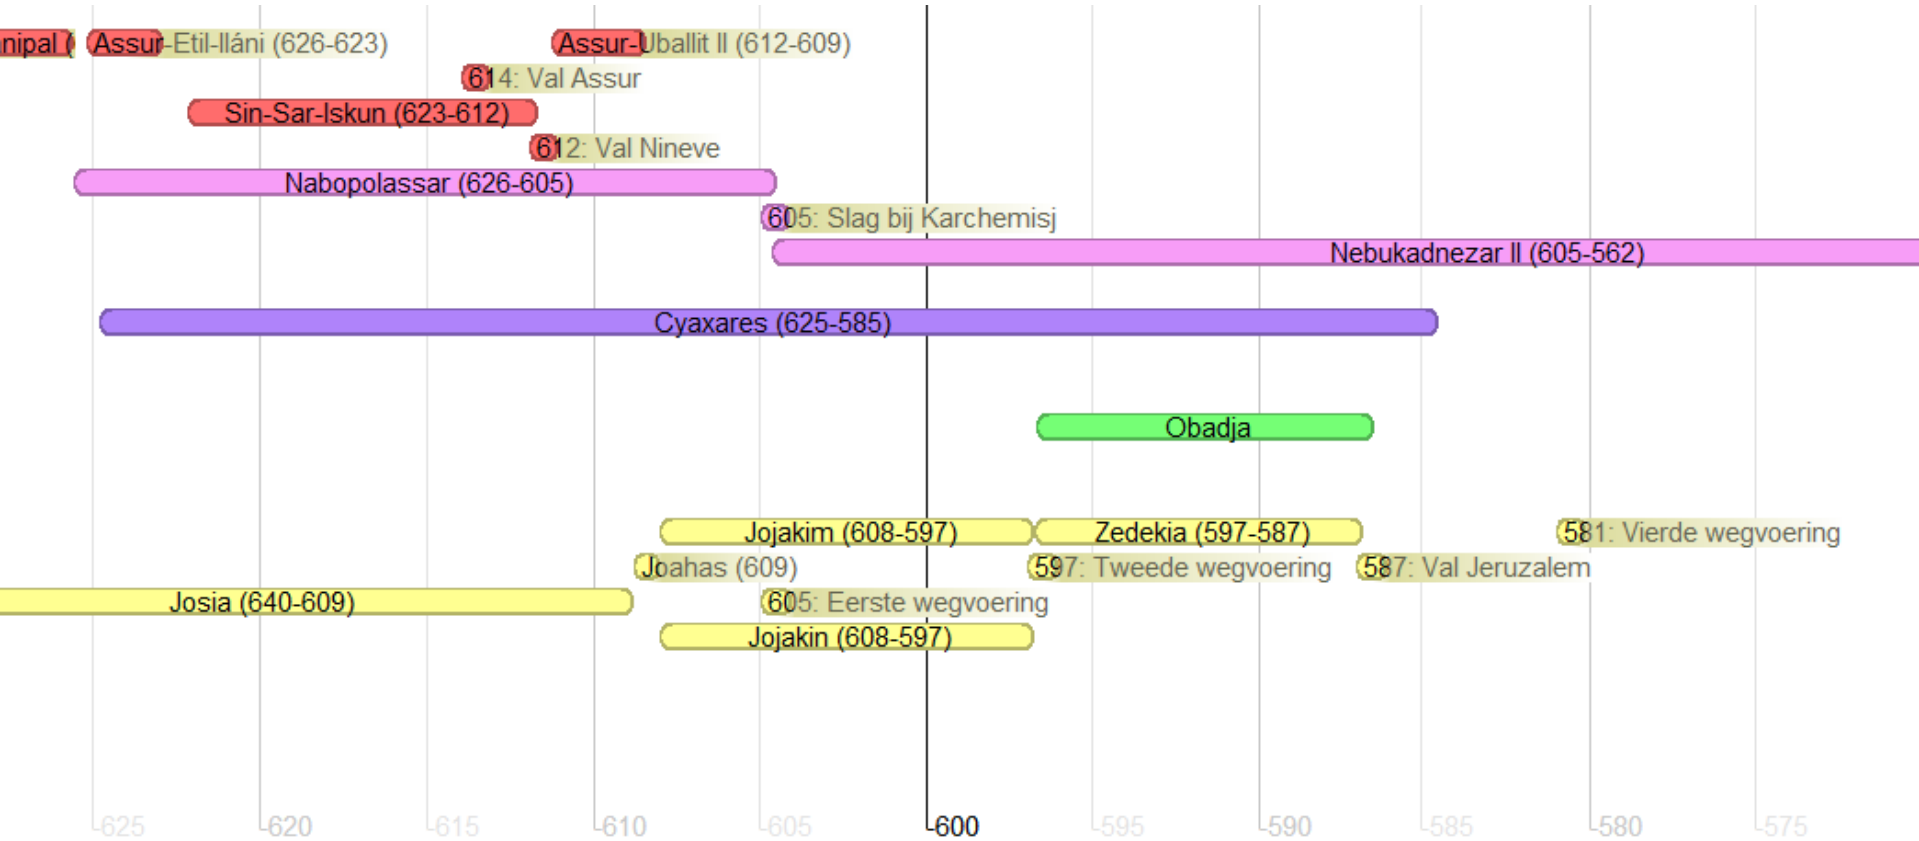 nipal (
Assur-Etil-Iláni (626-623)
Assur-Uballit II (612-609)
614: Val Assur
Sin-Sar-Iskun (623-612)
612: Val Nineve
Nabopolassar (626-605)
605: Slag bij Karchemisj
Nebukadnezar II (605-562)
Cyaxares (625-585)
Obadja
Jojakim (608-597)
Zedekia (597-587)
581: Vierde wegvoering
Joahas (609)
597: Tweede wegvoering
587: Val Jeruzalem
Josia (640-609)
605: Eerste wegvoering
Jojakin (608-597)
-625
-620
-615
-610
-605
-600
-595
-590
-585
-580
-575